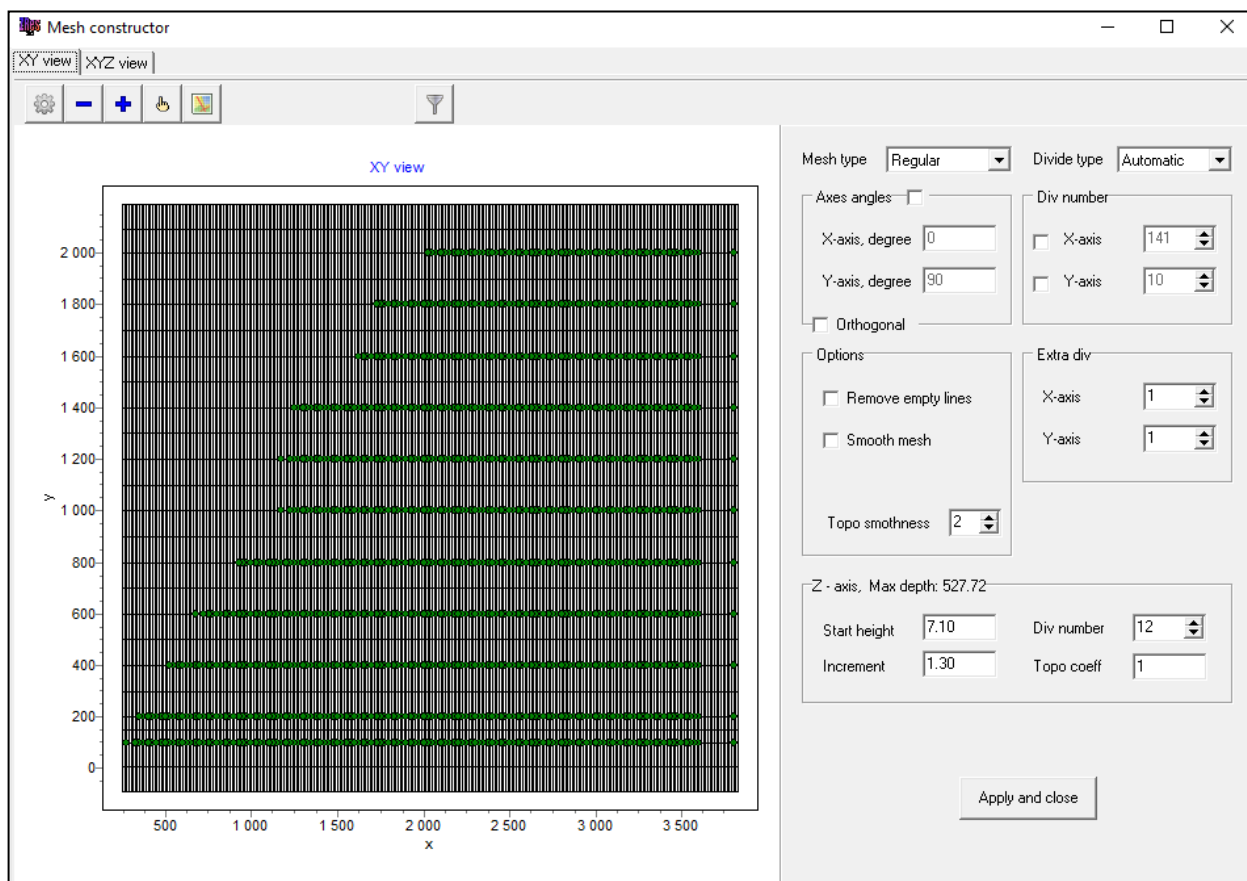 Mesh constructor
XY view XYZ view
XY view
Mesh type Regular Divide type Automatic
Axes angles Div number
X-axis, degree 0 X-axis 141
Y-axis, degree 90 Y-axis 10
Orthogonal
Options Extra div
Remove empty lines X-axis 1
Smooth mesh Y-axis 1
Topo smothness 2
Z - axis, Max depth: 527.72
Start height 7.10 Div number 12
Increment 1.30 Topo coeff 1
Apply and close
2 000
1 800
1 600
1 400
1 200
1 000
800
600
400
200
0
y
500 1 000 1 500 2 000 2 500 3 000 3 500
x